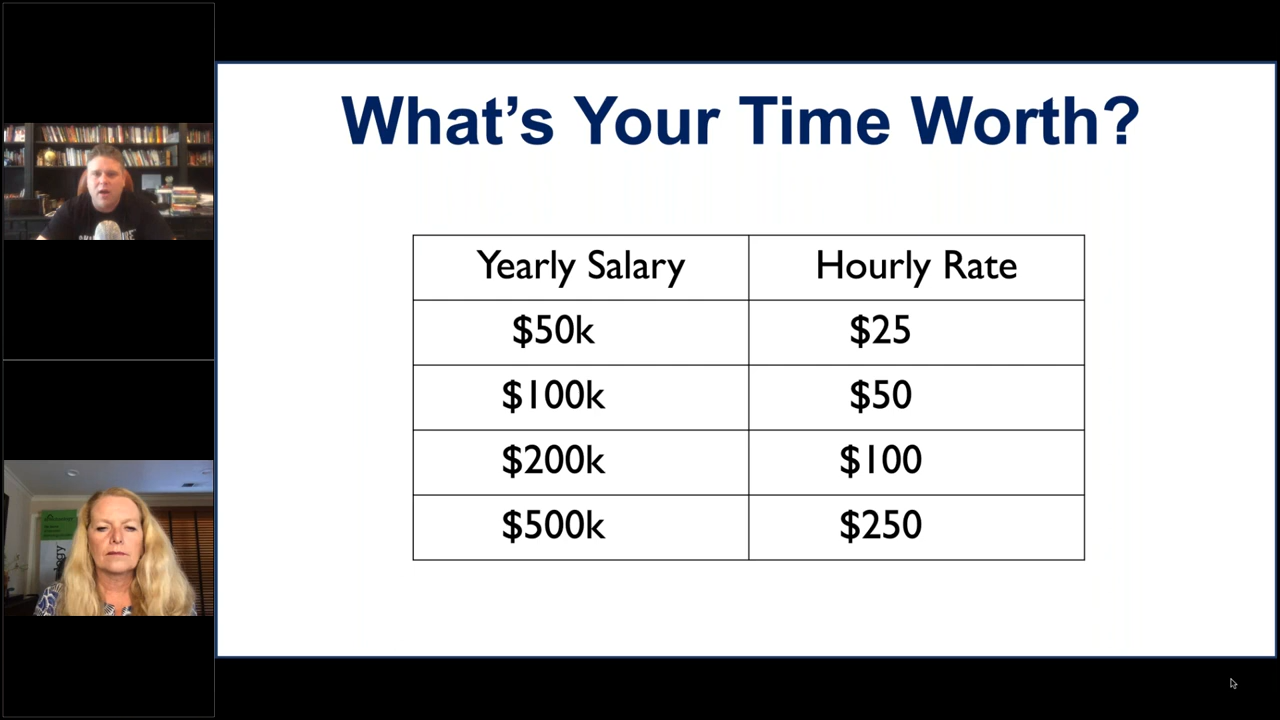 What's Your Time Worth?
Yearly Salary Hourly Rate
$50k $25
$100k $50
$200k $100
$500k $250